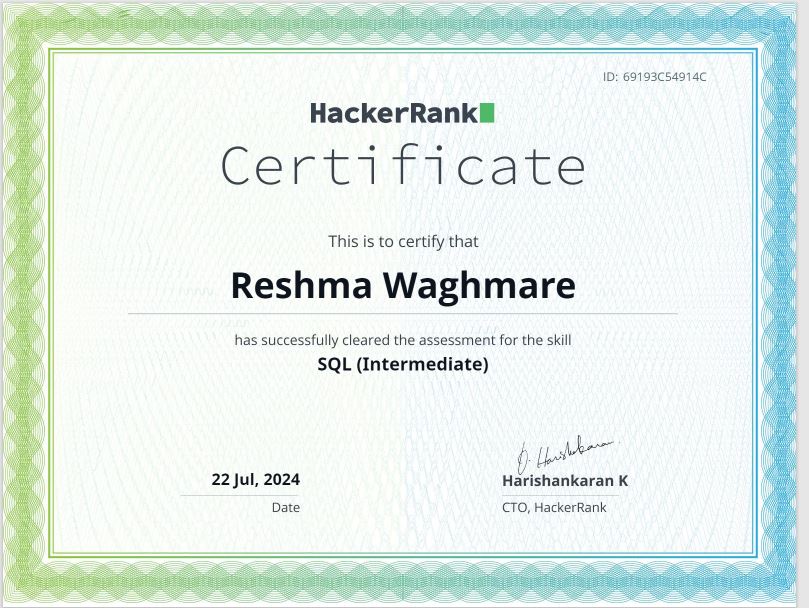 ID: 69193C54914C
HackerRank
Certificate
This is to certify that
Reshma Waghmare
has successfully cleared the assessment for the skill
SQL (Intermediate)
D. Harishankaran
22 Jul, 2024
Harishankaran K
Date
CTO, HackerRank